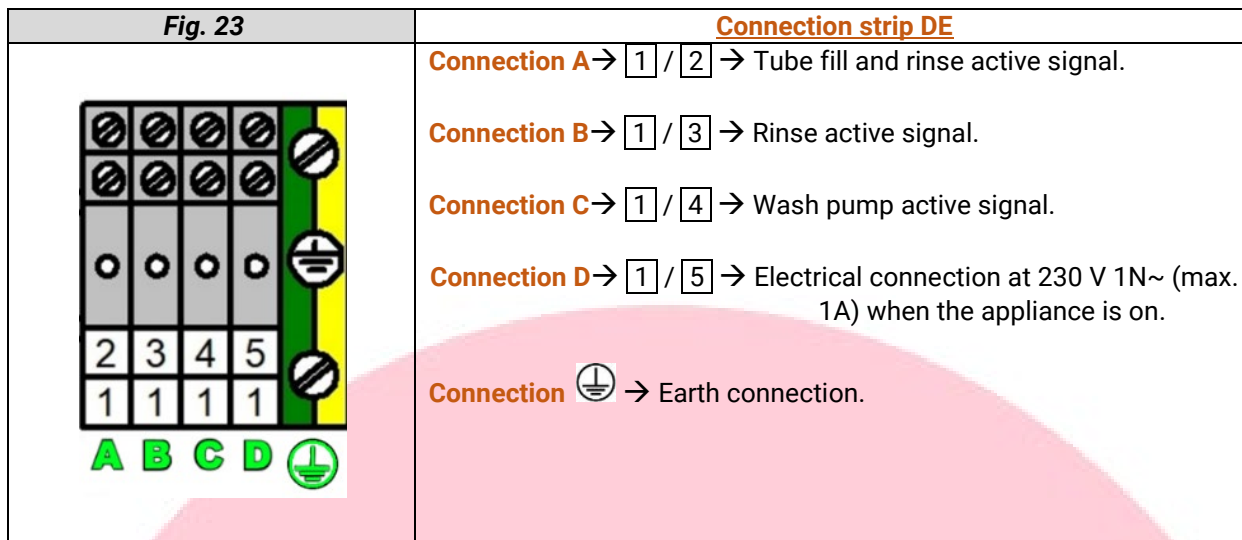 Fig. 23
Connection strip DE
Connection A→ 1 / 2 → Tube fill and rinse active signal.
Connection B→ 1 / 3 → Rinse active signal.
Connection C→ 1 / 4 → Wash pump active signal.
Connection D→ 1 / 5 → Electrical connection at 230 V 1N~ (max.
1A) when the appliance is on.
Connection → Earth connection.
2 3 4 5
1 1 1 1
A B C D